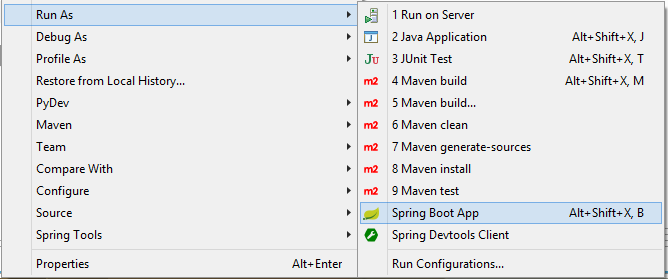 Run As
Debug As
Profile As
Restore from Local History...
PyDev
Maven
Team
Compare With
Configure
Source
Spring Tools
Properties Alt+Enter
1 Run on Server
J 2 Java Application Alt+Shift+X, J
JU 3 JUnit Test Alt+Shift+X, T
m2 4 Maven build Alt+Shift+X, M
m2 5 Maven build...
m2 6 Maven clean
m2 7 Maven generate-sources
m2 8 Maven install
m2 9 Maven test
Spring Boot App Alt+Shift+X, B
Spring Devtools Client
Run Configurations...